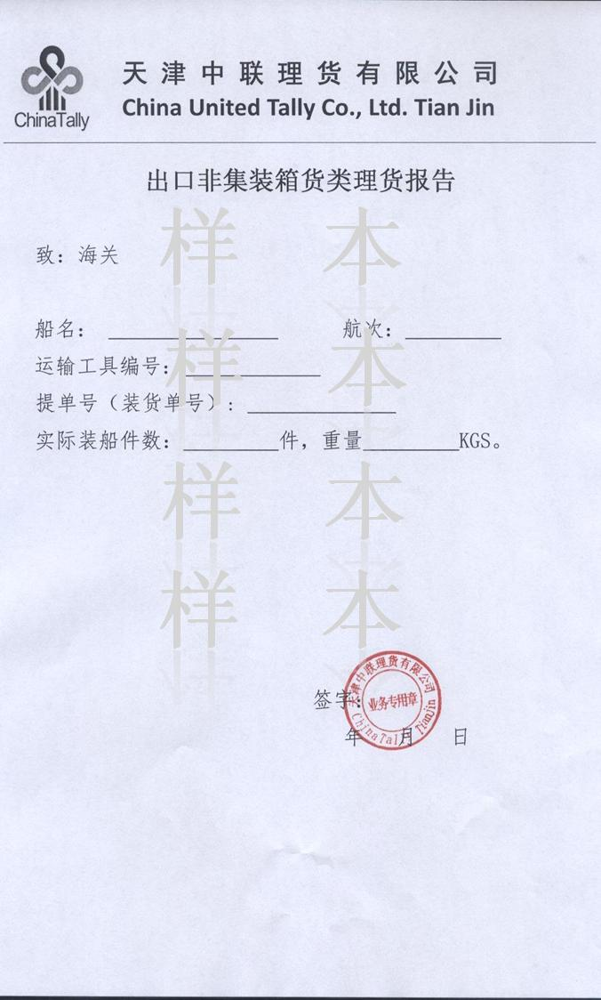 ChinaTally
天津中联理货有限公司
China United Tally Co., Ltd. Tian Jin
出口非集装箱货类理货报告
样 本
致：海关
船名： 航次：
样 本
运输工具编号：
提单号（装货单号）：
实际装船件数： 件，重量 KGS。
样 本
样 本
天津中联理货有限公司
签字：
业务专用章
ChinaTally TianJin
年 月 日